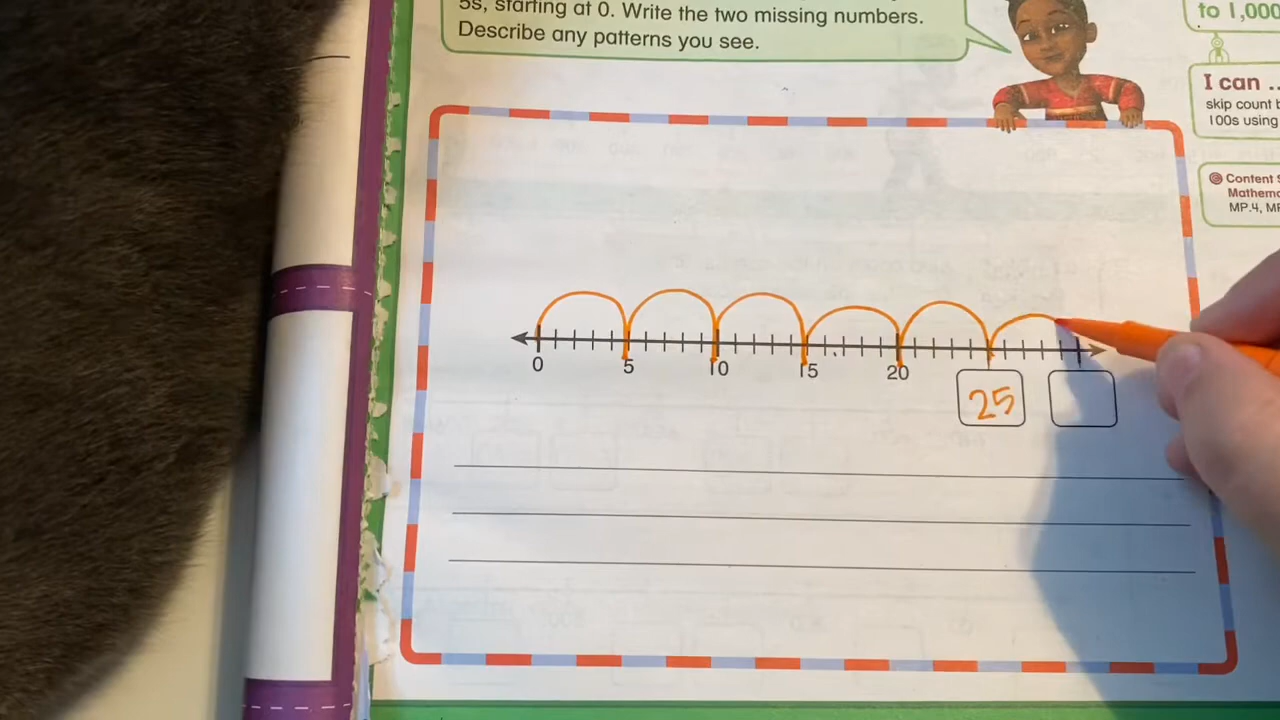 5s, starting at 0. Write the two missing numbers.
Describe any patterns you see.
to 1,000
I can ...
skip count b
100s using
Content S
Mathema
MP.4, MP
0 5 10 15 20
25